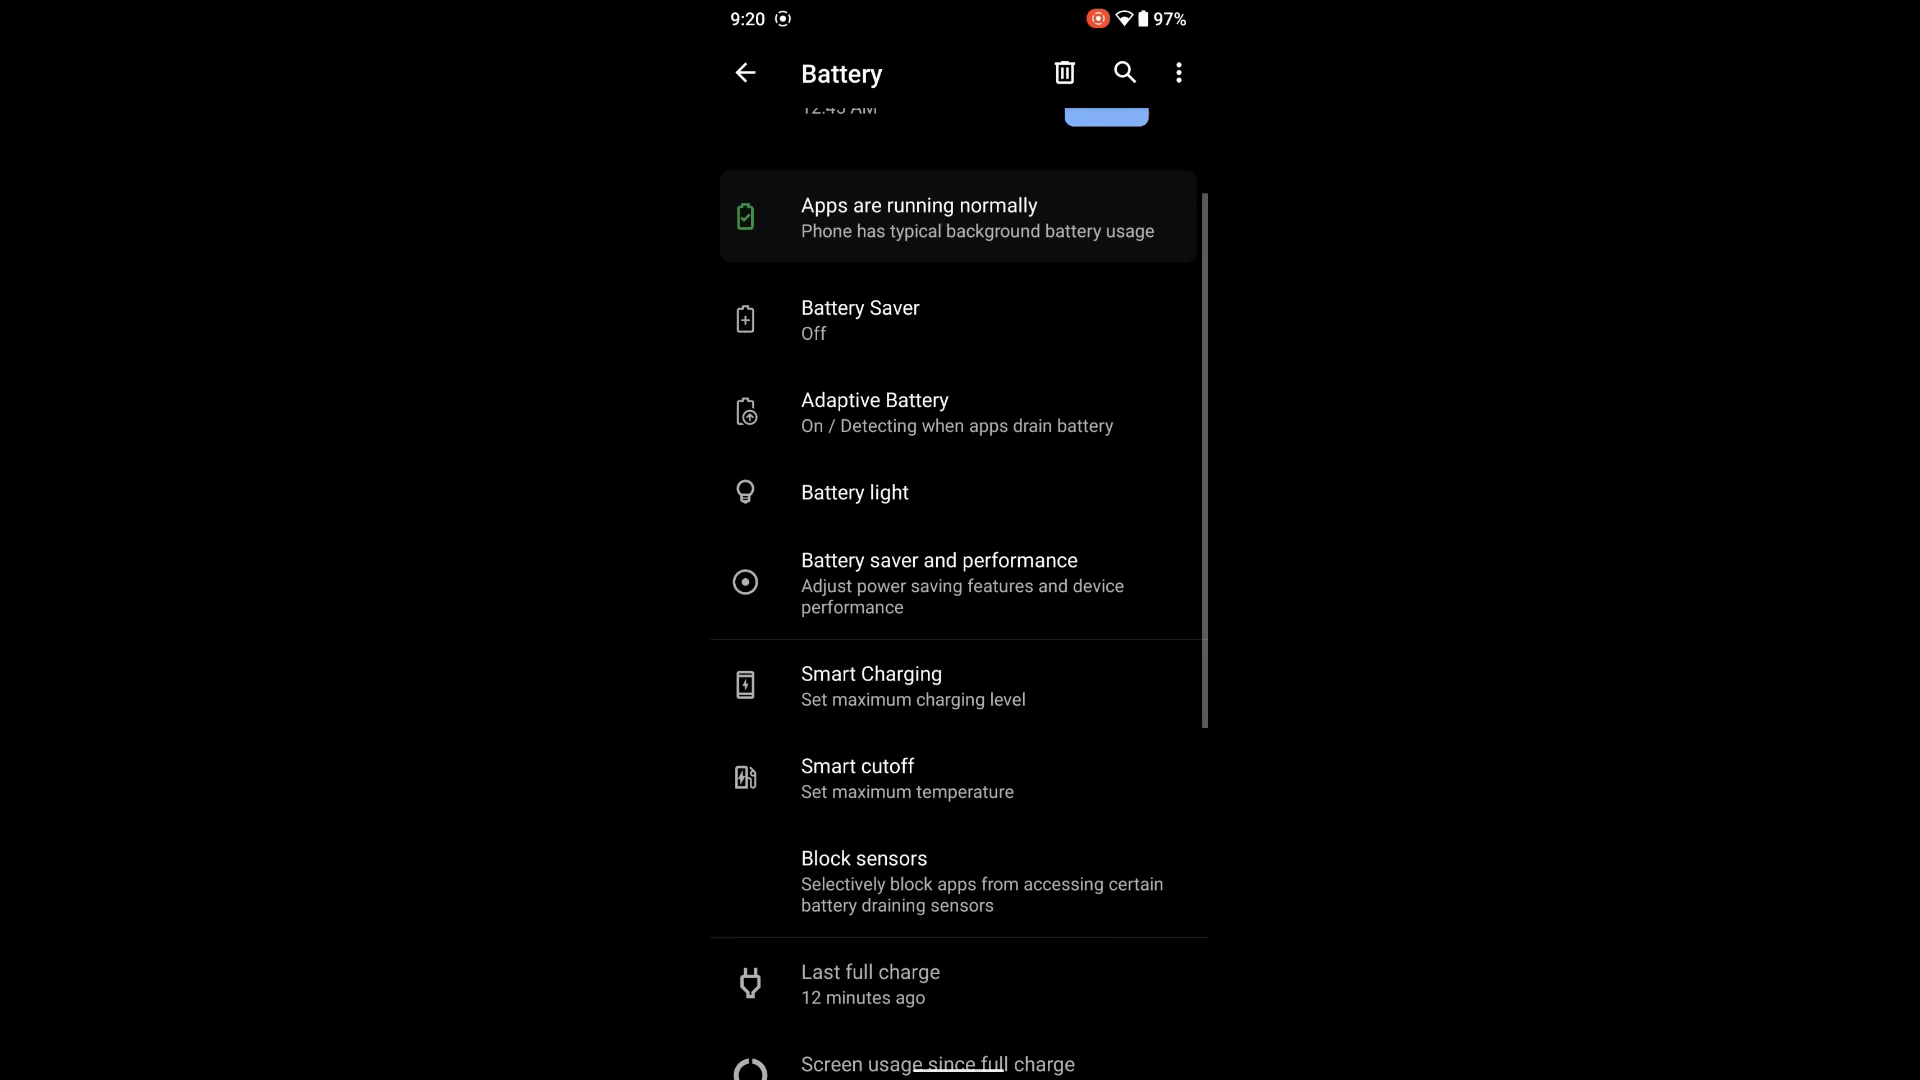 9:20
97%
Battery
12:45 AM
Apps are running normally
Phone has typical background battery usage
Battery Saver
Off
Adaptive Battery
On / Detecting when apps drain battery
Battery light
Battery saver and performance
Adjust power saving features and device
performance
Smart Charging
Set maximum charging level
Smart cutoff
Set maximum temperature
Block sensors
Selectively block apps from accessing certain
battery draining sensors
Last full charge
12 minutes ago
Screen usage since full charge